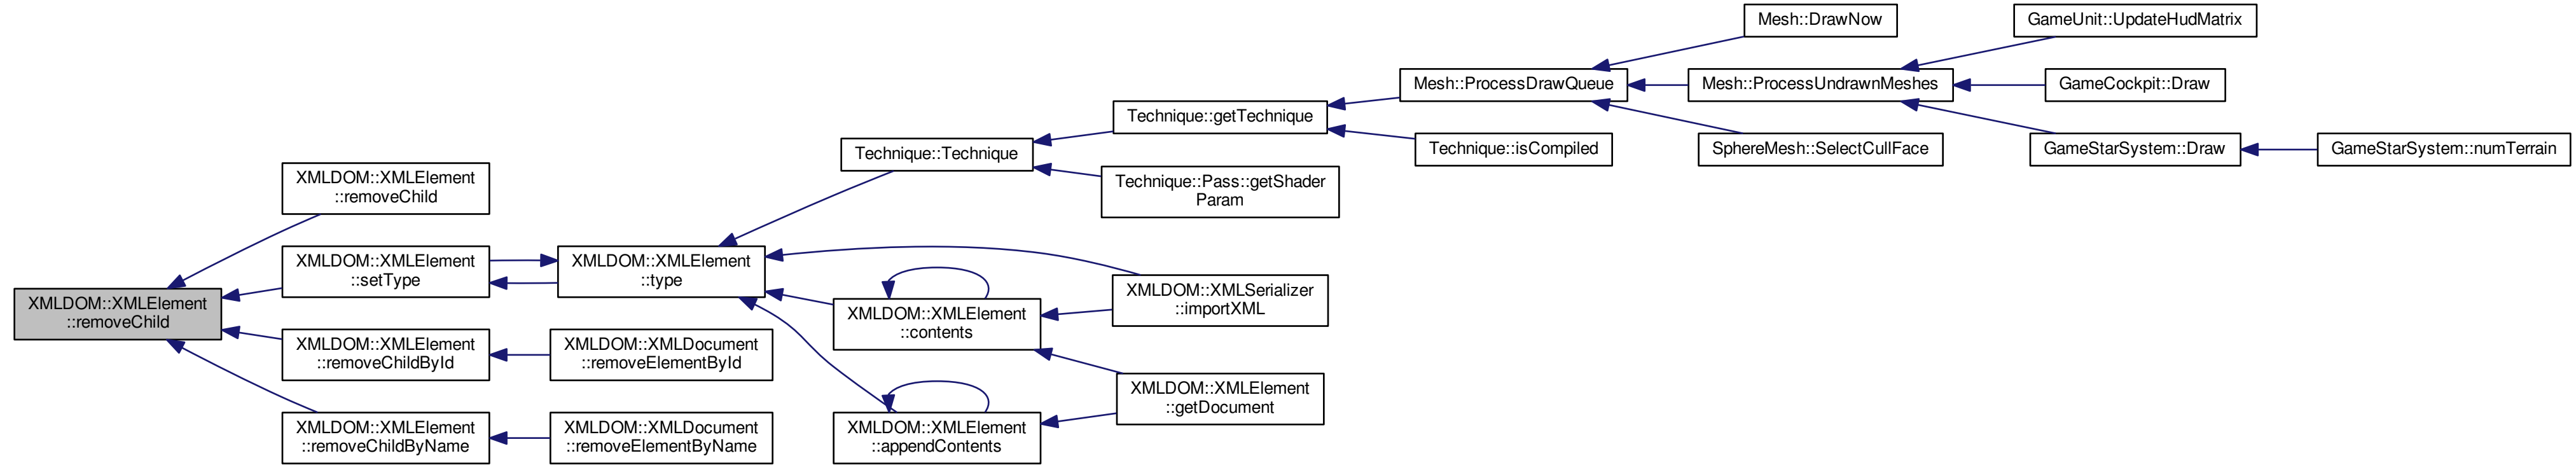 Mesh::DrawNow
GameUnit::UpdateHudMatrix
Mesh::ProcessDrawQueue
Mesh::ProcessUndrawnMeshes
GameCockpit::Draw
Technique::getTechnique
Technique::Technique
Technique::isCompiled
SphereMesh::SelectCullFace
GameStarSystem::Draw
GameStarSystem::numTerrain
XMLDOM::XMLElement
::removeChild
Technique::Pass::getShader
Param
XMLDOM::XMLElement
::setType
XMLDOM::XMLElement
::type
XMLDOM::XMLElement
::removeChild
XMLDOM::XMLElement
::contents
XMLDOM::XMLSerializer
::importXML
XMLDOM::XMLElement
::removeChildById
XMLDOM::XMLDocument
::removeElementById
XMLDOM::XMLElement
::getDocument
XMLDOM::XMLElement
::removeChildByName
XMLDOM::XMLDocument
::removeElementByName
XMLDOM::XMLElement
::appendContents